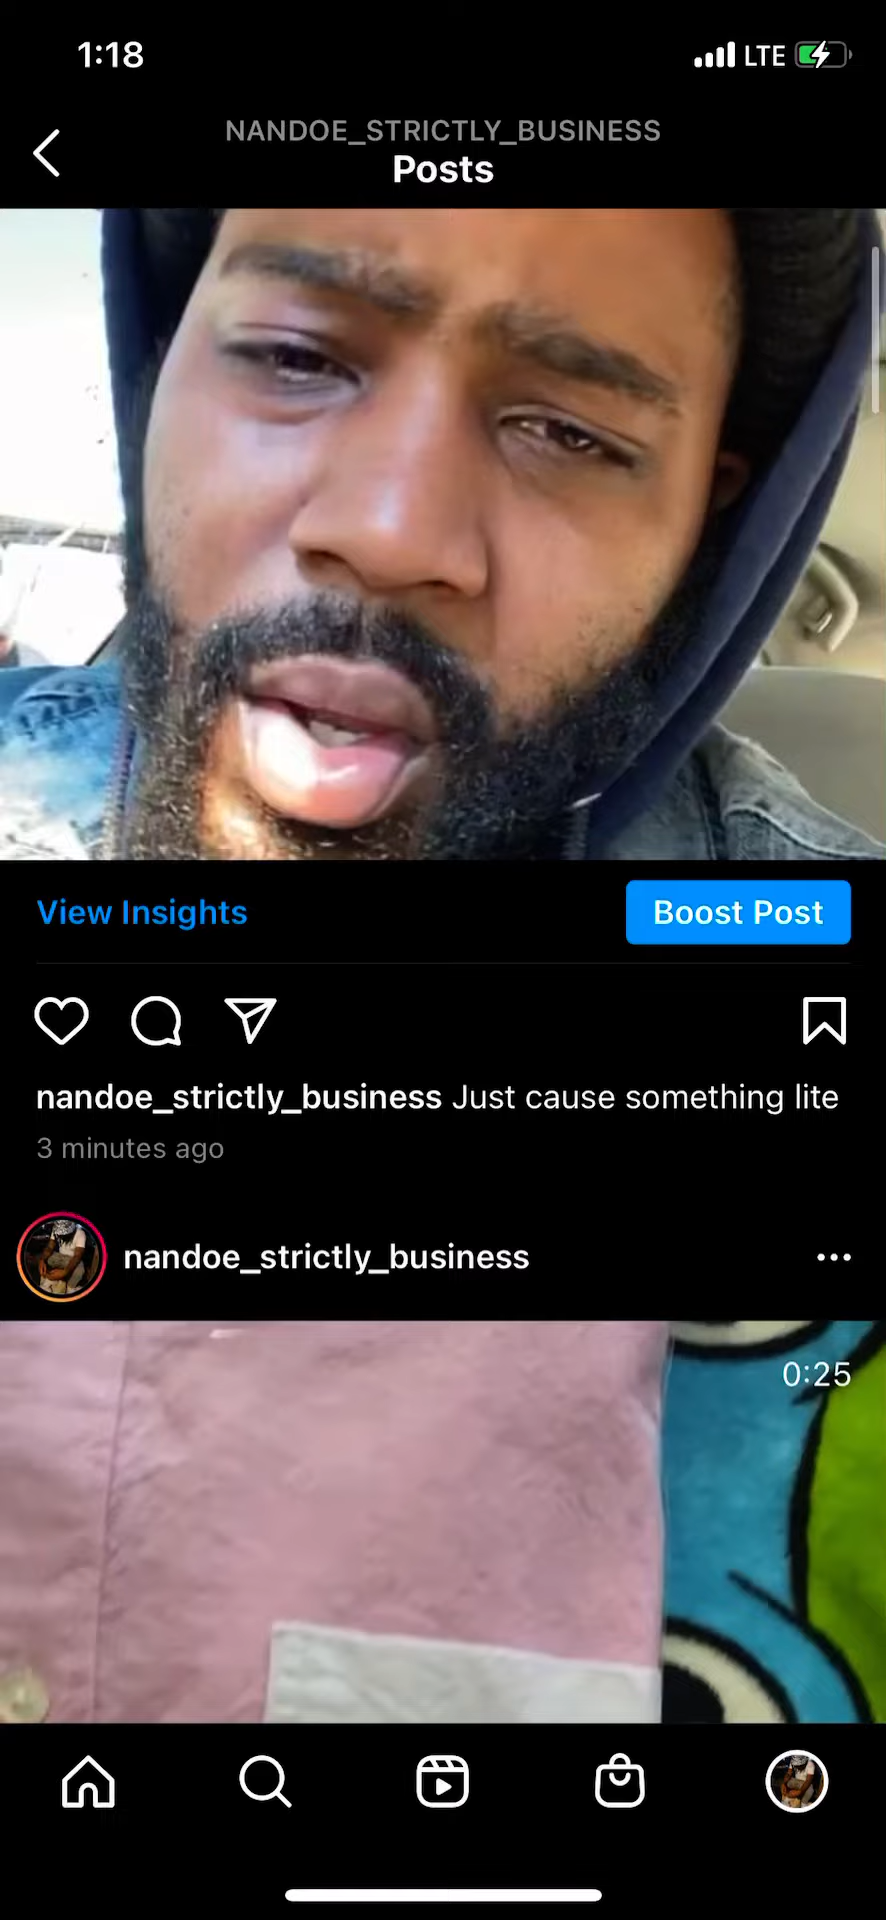 1:18 LTE
NANDOE_STRICTLY_BUSINESS
Posts
View Insights Boost Post
nandoe_strictly_business Just cause something lite
3 minutes ago
nandoe_strictly_business
0:25